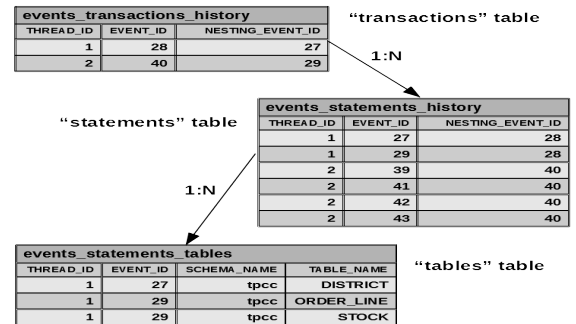 events_transactions_history
“transactions” table
THREAD_ID EVENT_ID NESTING_EVENT_ID
1 28 27
2 40 29
1:N
events_statements_history
“statements” table
THREAD_ID EVENT_ID NESTING_EVENT_ID
1 27 28
1 29 28
2 39 40
2 41 40
2 42 40
2 43 40
1:N
events_statements_tables
“tables” table
THREAD_ID EVENT_ID SCHEMA_NAME TABLE_NAME
1 27 tpcc DISTRICT
1 29 tpcc ORDER_LINE
1 29 tpcc STOCK